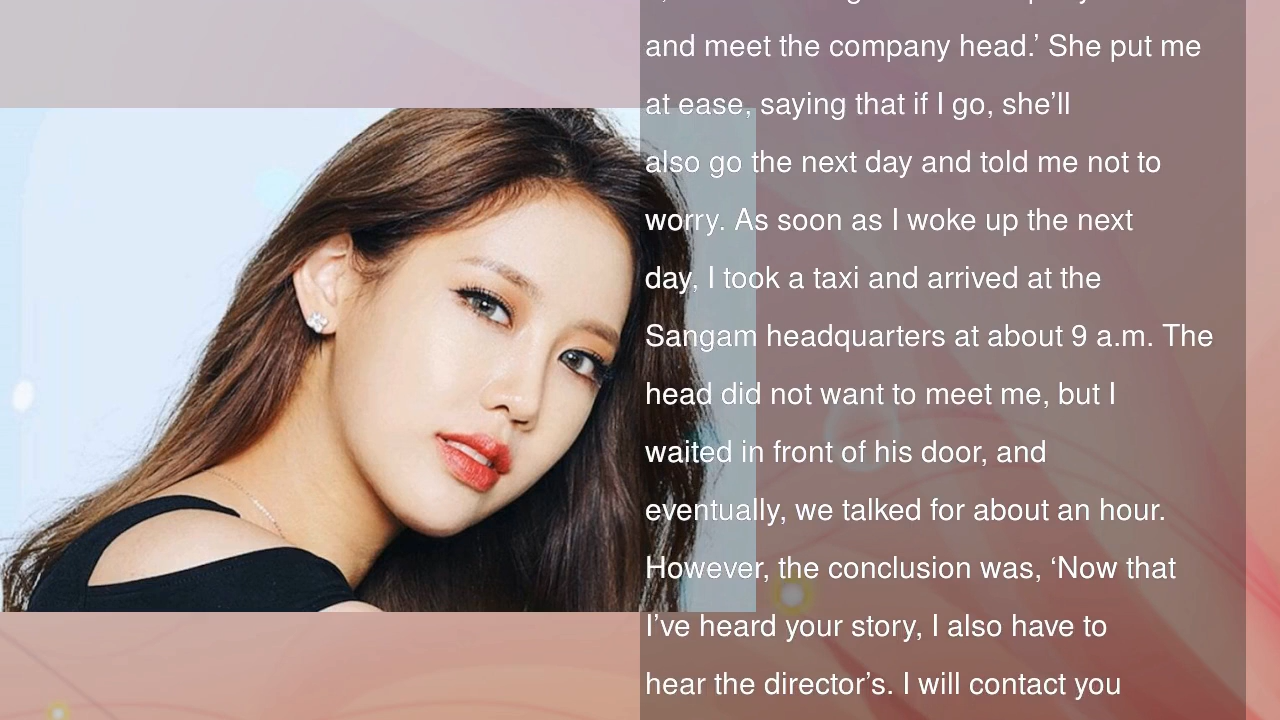 and meet the company head.’ She put me
at ease, saying that if I go, she’ll
also go the next day and told me not to
worry. As soon as I woke up the next
day, I took a taxi and arrived at the
Sangam headquarters at about 9 a.m. The
head did not want to meet me, but I
waited in front of his door, and
eventually, we talked for about an hour.
However, the conclusion was, ‘Now that
I’ve heard your story, I also have to
hear the director’s. I will contact you